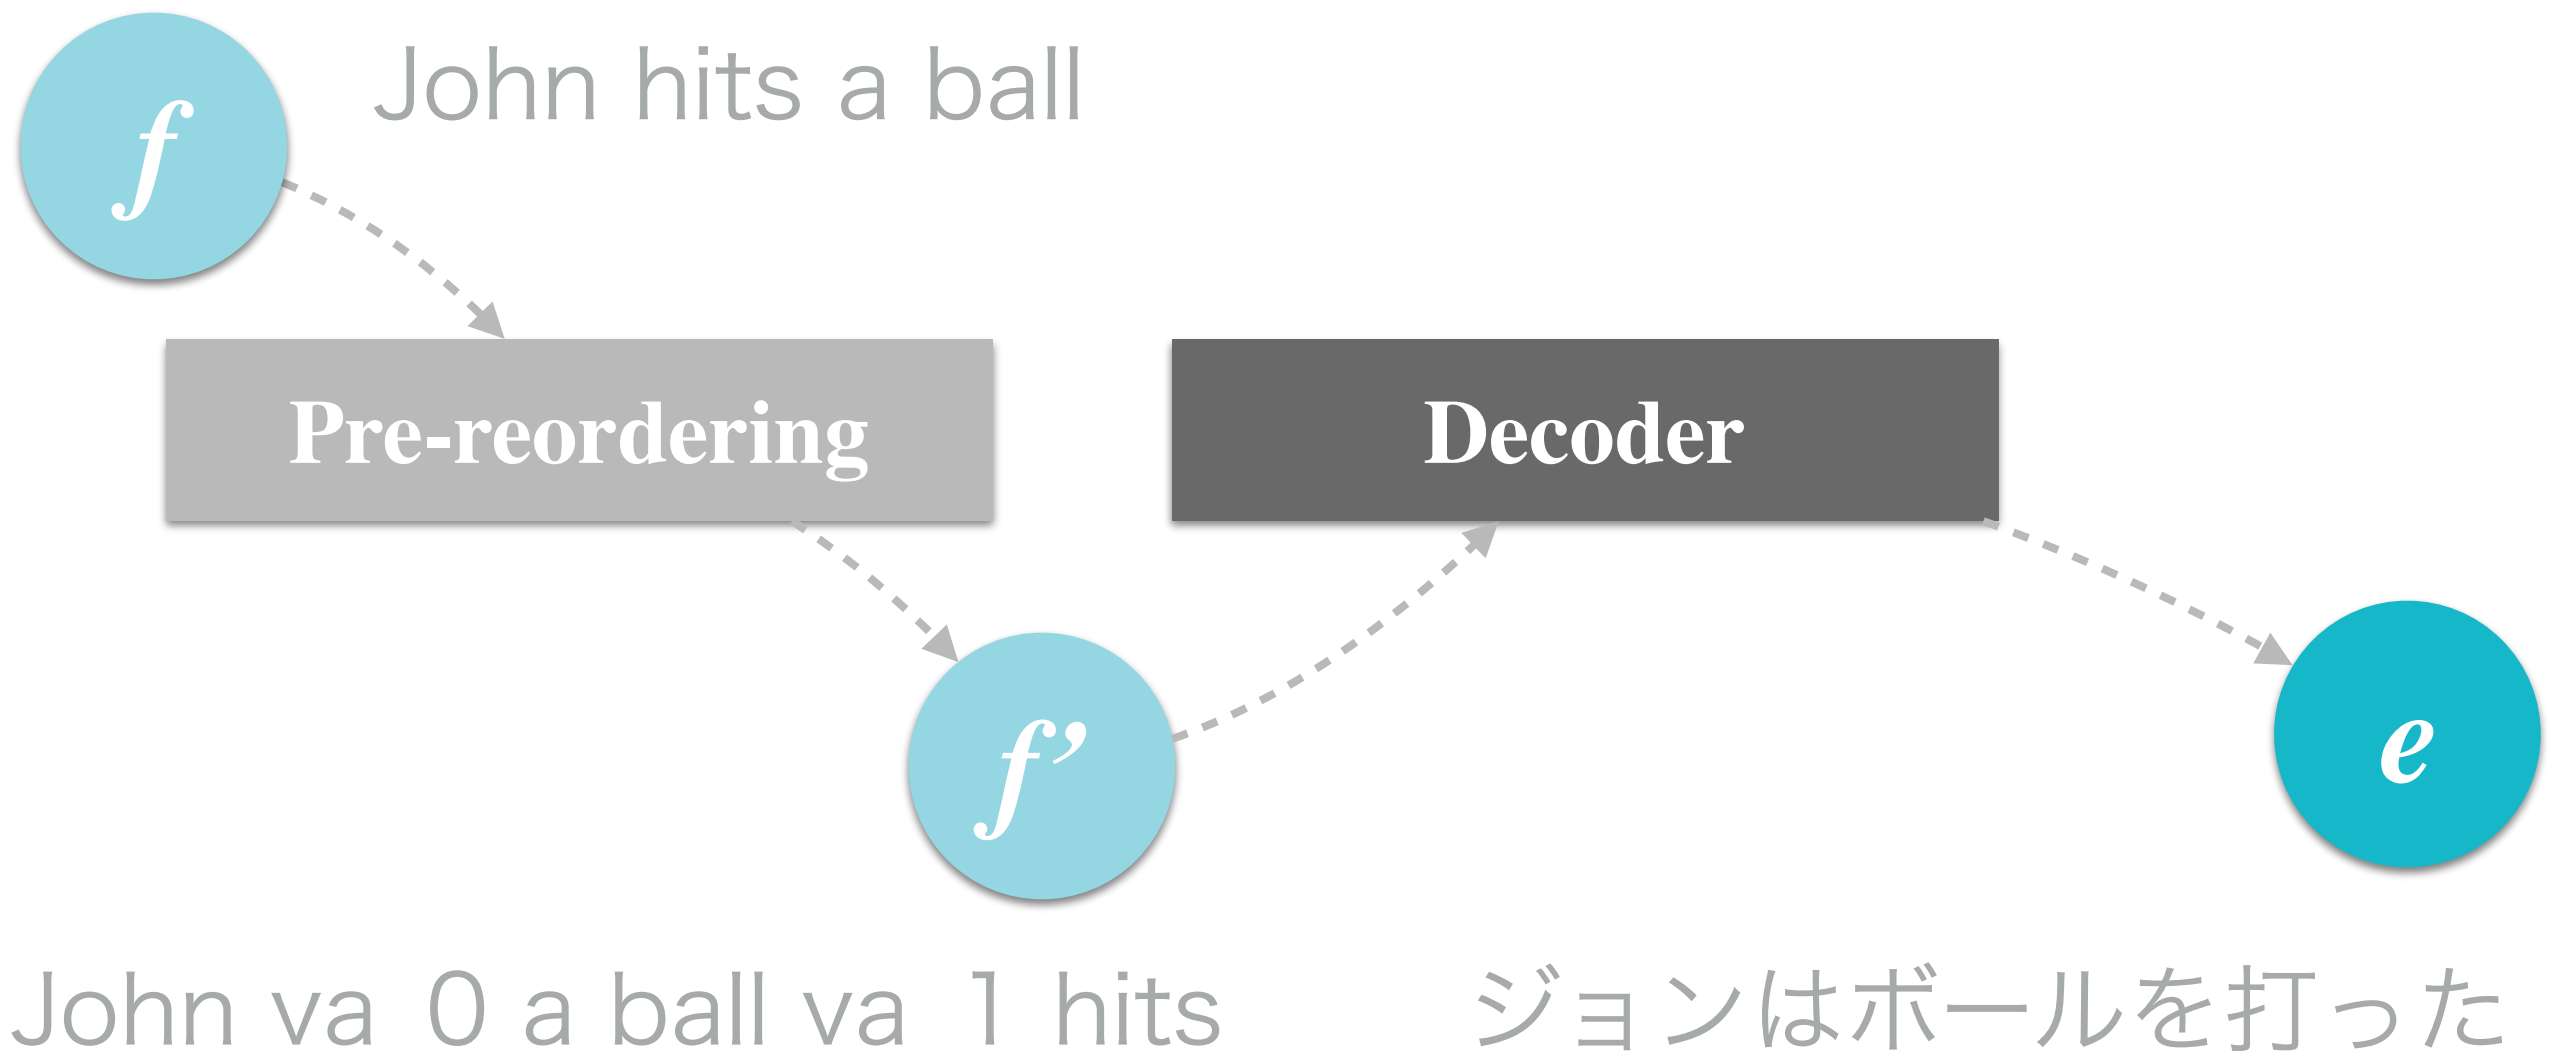 f
John hits a ball
Pre-reordering
Decoder
f’
e
John va 0 a ball va 1 hits
ジョンはボールを打った